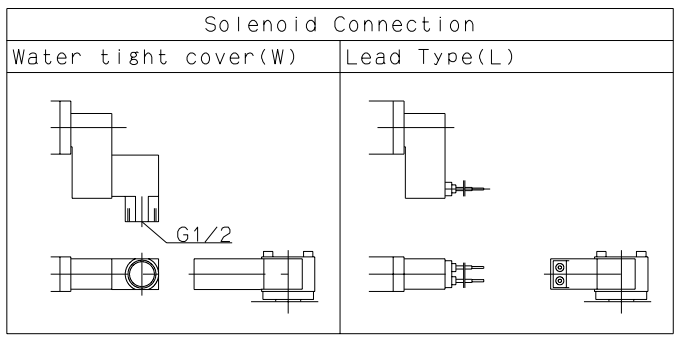 Solenoid Connection
Water tight cover(W)
Lead Type(L)
G1/2